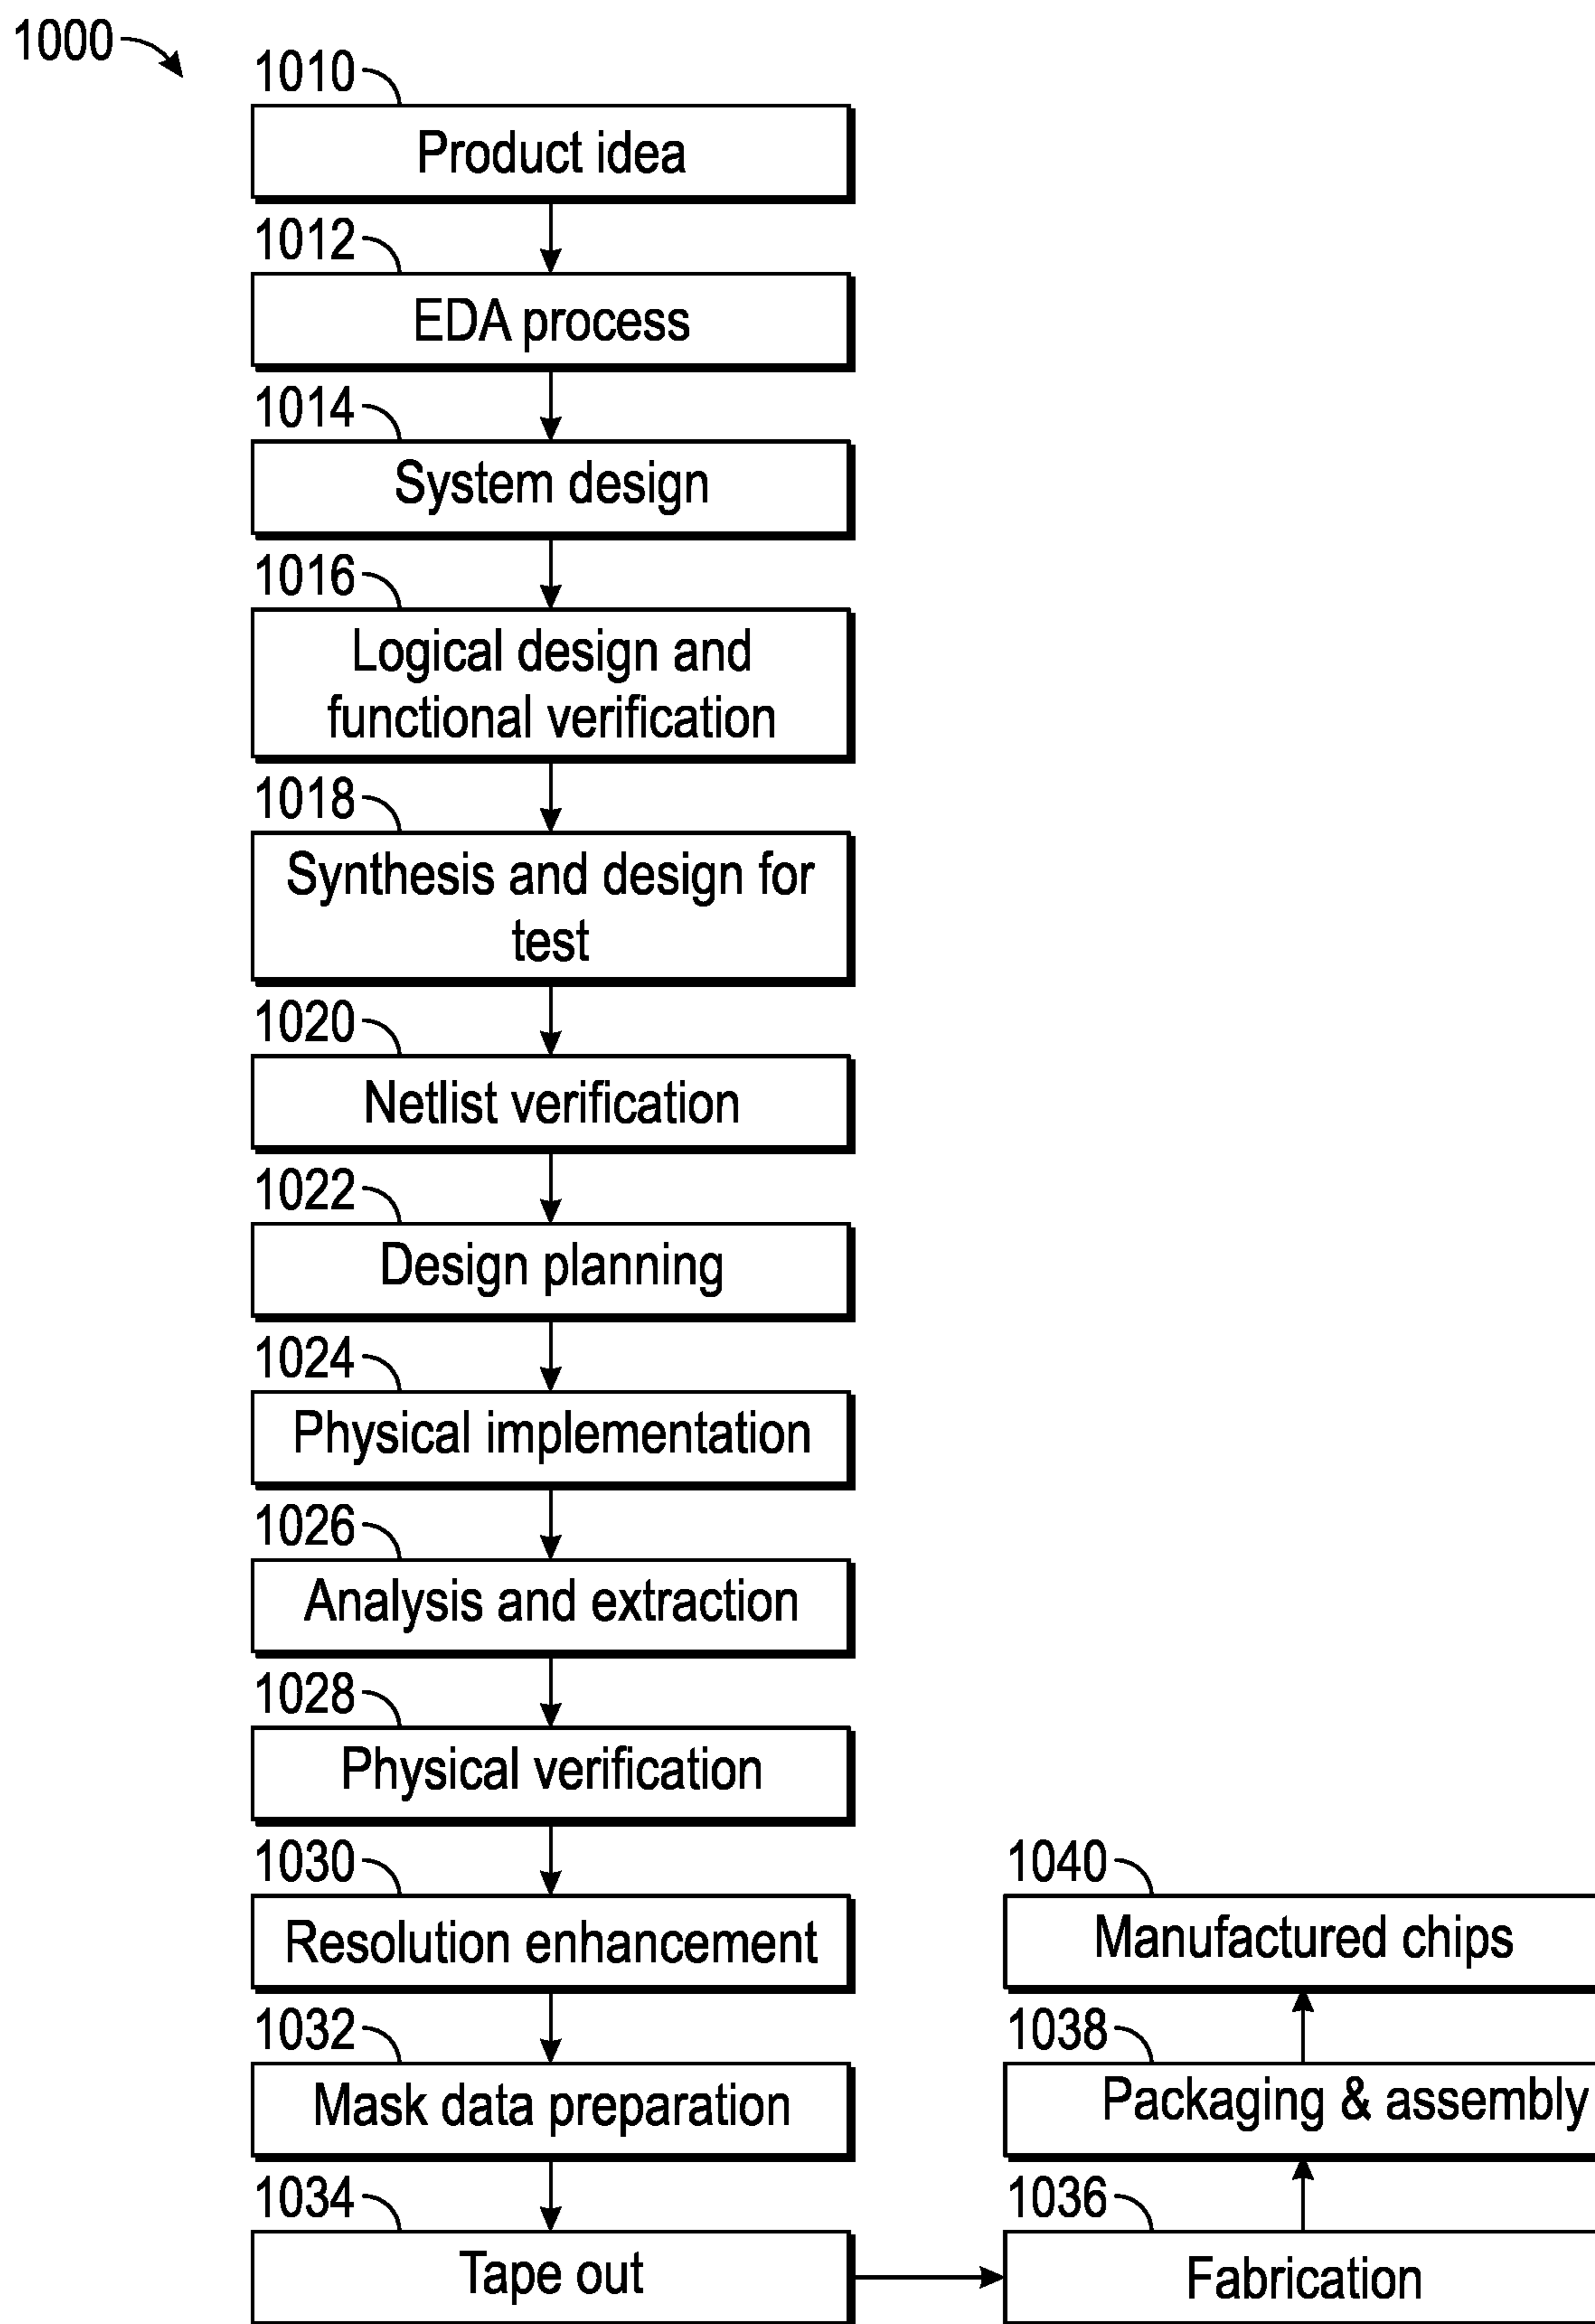 1000
1010
Product idea
1012
EDA process
1014
System design
1016
Logical design and
functional verification
1018
Synthesis and design for
test
1020
Netlist verification
1022
Design planning
1024
Physical implementation
1026
Analysis and extraction
1028
Physical verification
1030
Resolution enhancement
1032
Mask data preparation
1034
Tape out
1036
Fabrication
1038
Packaging & assembly
1040
Manufactured chips